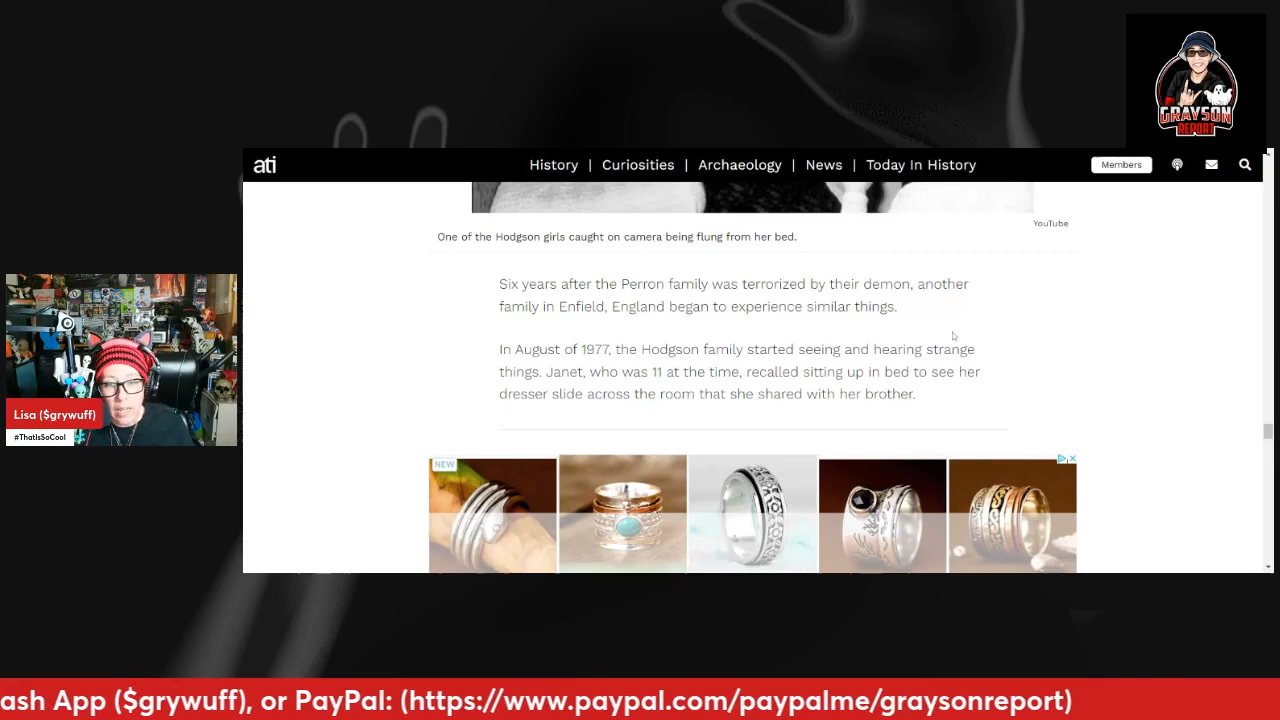 GRAYSON
REPORT
ati
History | Curiosities | Archaeology | News | Today In History
Members
YouTube
One of the Hodgson girls caught on camera being flung from her bed.
Six years after the Perron family was terrorized by their demon, another
family in Enfield, England began to experience similar things.
In August of 1977, the Hodgson family started seeing and hearing strange
things. Janet, who was 11 at the time, recalled sitting up in bed to see her
dresser slide across the room that she shared with her brother.
NEW
Lisa ($grywuff)
#ThatIsSoCool
ash App ($grywuff), or PayPal: (https://www.paypal.com/paypalme/graysonreport)